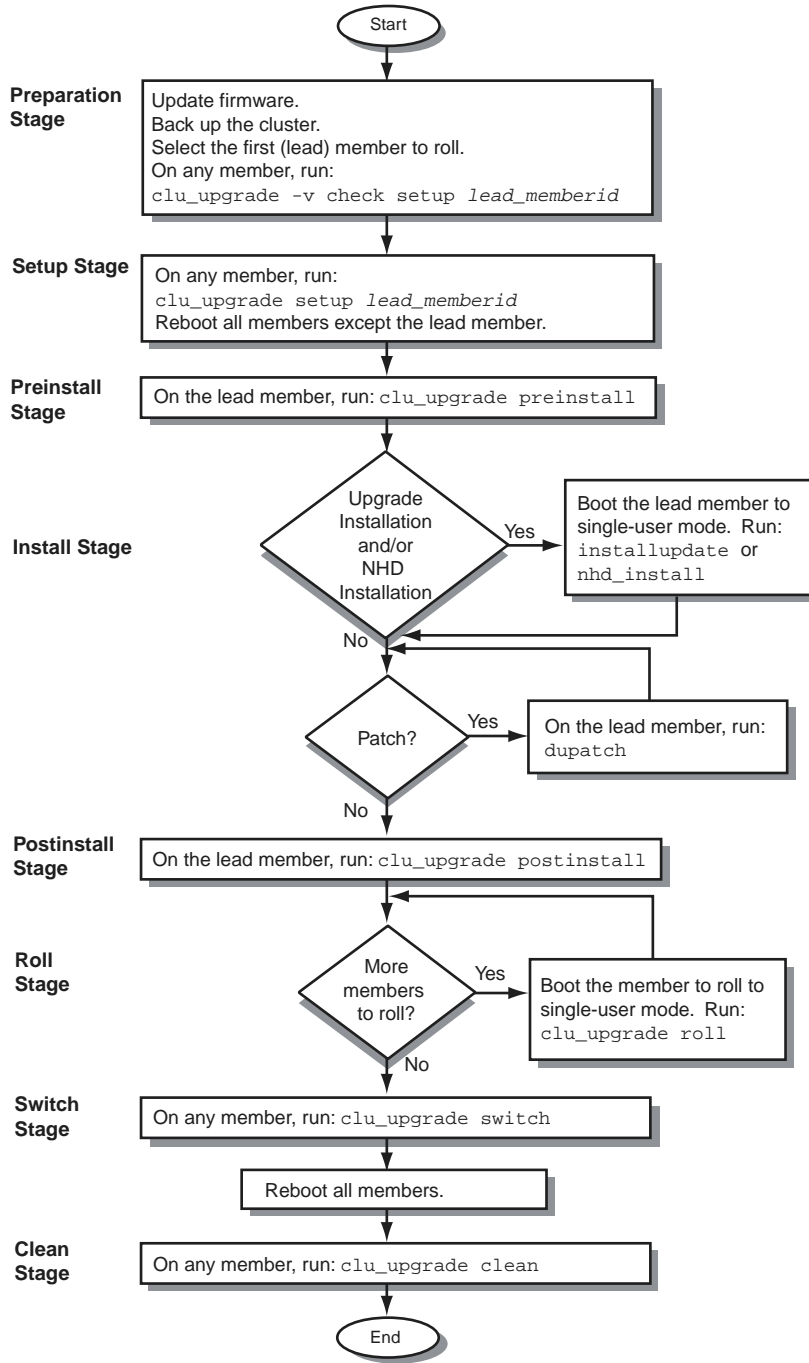 Start
Preparation
Stage
Update firmware.
Back up the cluster.
Select the first (lead) member to roll.
On any member, run:
clu_upgrade -v check setup lead_memberid
Setup Stage
On any member, run:
clu_upgrade setup lead_memberid
Reboot all members except the lead member.
Preinstall
Stage
On the lead member, run: clu_upgrade preinstall
Install Stage
Upgrade
Installation
and/or
NHD
Installation
Yes
Boot the lead member to
single-user mode. Run:
installupdate or
nhd_install
No
Patch?
Yes
On the lead member, run:
dupatch
No
Postinstall
Stage
On the lead member, run: clu_upgrade postinstall
Roll
Stage
More
members
to roll?
Yes
Boot the member to roll to
single-user mode. Run:
clu_upgrade roll
No
Switch
Stage
On any member, run: clu_upgrade switch
Reboot all members.
Clean
Stage
On any member, run: clu_upgrade clean
End